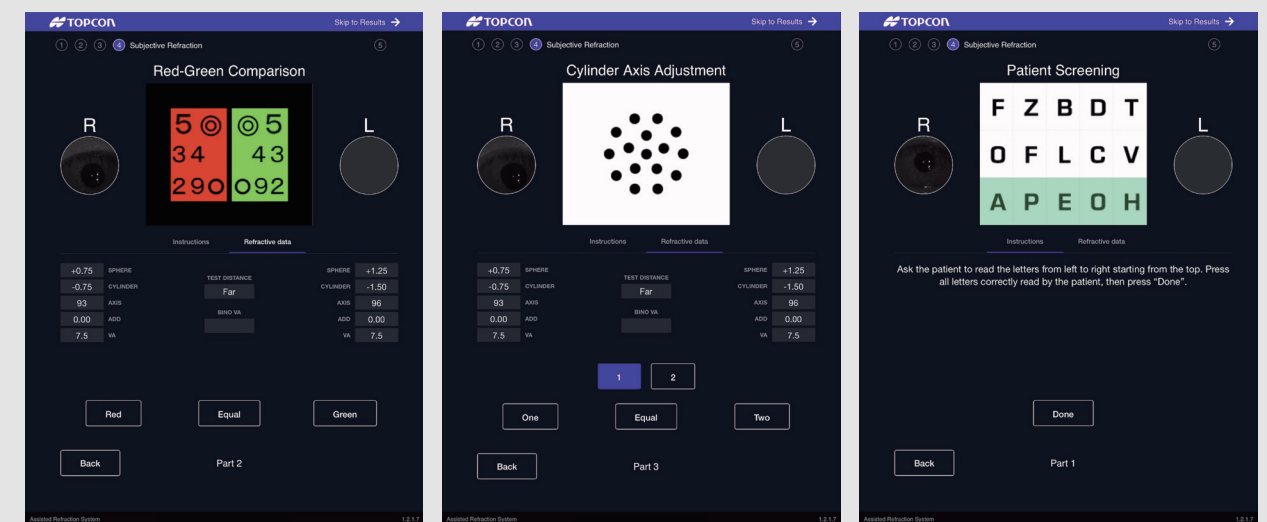 TOPCON Skip to Results →
1 2 3 4 Subjective Refraction 5
Red-Green Comparison
R L
5 5
34 43
290 092
Instructions Refractive data
+0.75 SPHERE SPHERE +1.25
-0.75 CYLINDER CYLINDER -1.50
93 AXIS AXIS 96
0.00 ADD ADD 0.00
7.5 VA VA 7.5
TEST DISTANCE
Far
BINO VA
Red Equal Green
Back Part 2
Assisted Refraction System 1.2.1.7
TOPCON Skip to Results →
1 2 3 4 Subjective Refraction 5
Cylinder Axis Adjustment
R L
Instructions Refractive data
+0.75 SPHERE SPHERE +1.25
-0.75 CYLINDER CYLINDER -1.50
93 AXIS AXIS 96
0.00 ADD ADD 0.00
7.5 VA VA 7.5
TEST DISTANCE
Far
BINO VA
1 2
One Equal Two
Back Part 3
Assisted Refraction System 1.2.1.7
TOPCON Skip to Results →
1 2 3 4 Subjective Refraction 5
Patient Screening
R L
F Z B D T
O F L C V
A P E O H
Instructions Refractive data
Ask the patient to read the letters from left to right starting from the top. Press
all letters correctly read by the patient, then press “Done”.
Done
Back Part 1
Assisted Refraction System 1.2.1.7